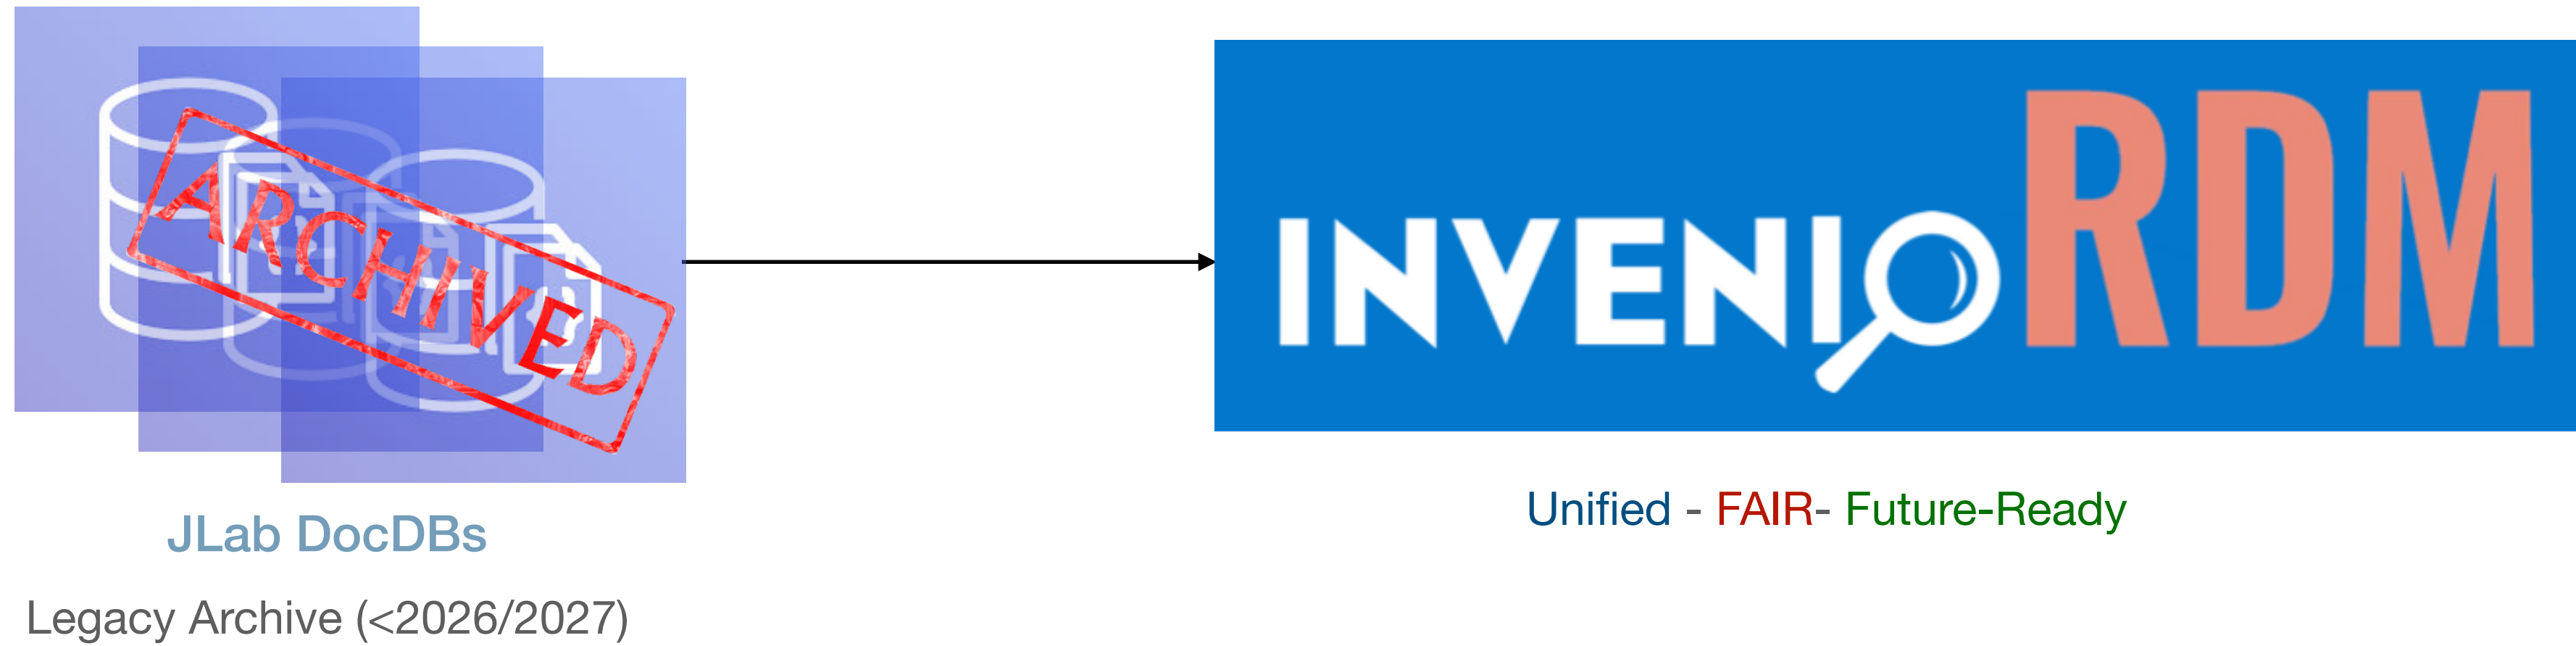 ARCHIVED
JLab DocDBs
Legacy Archive (<2026/2027)
INVENIO RDM
Unified - FAIR- Future-Ready